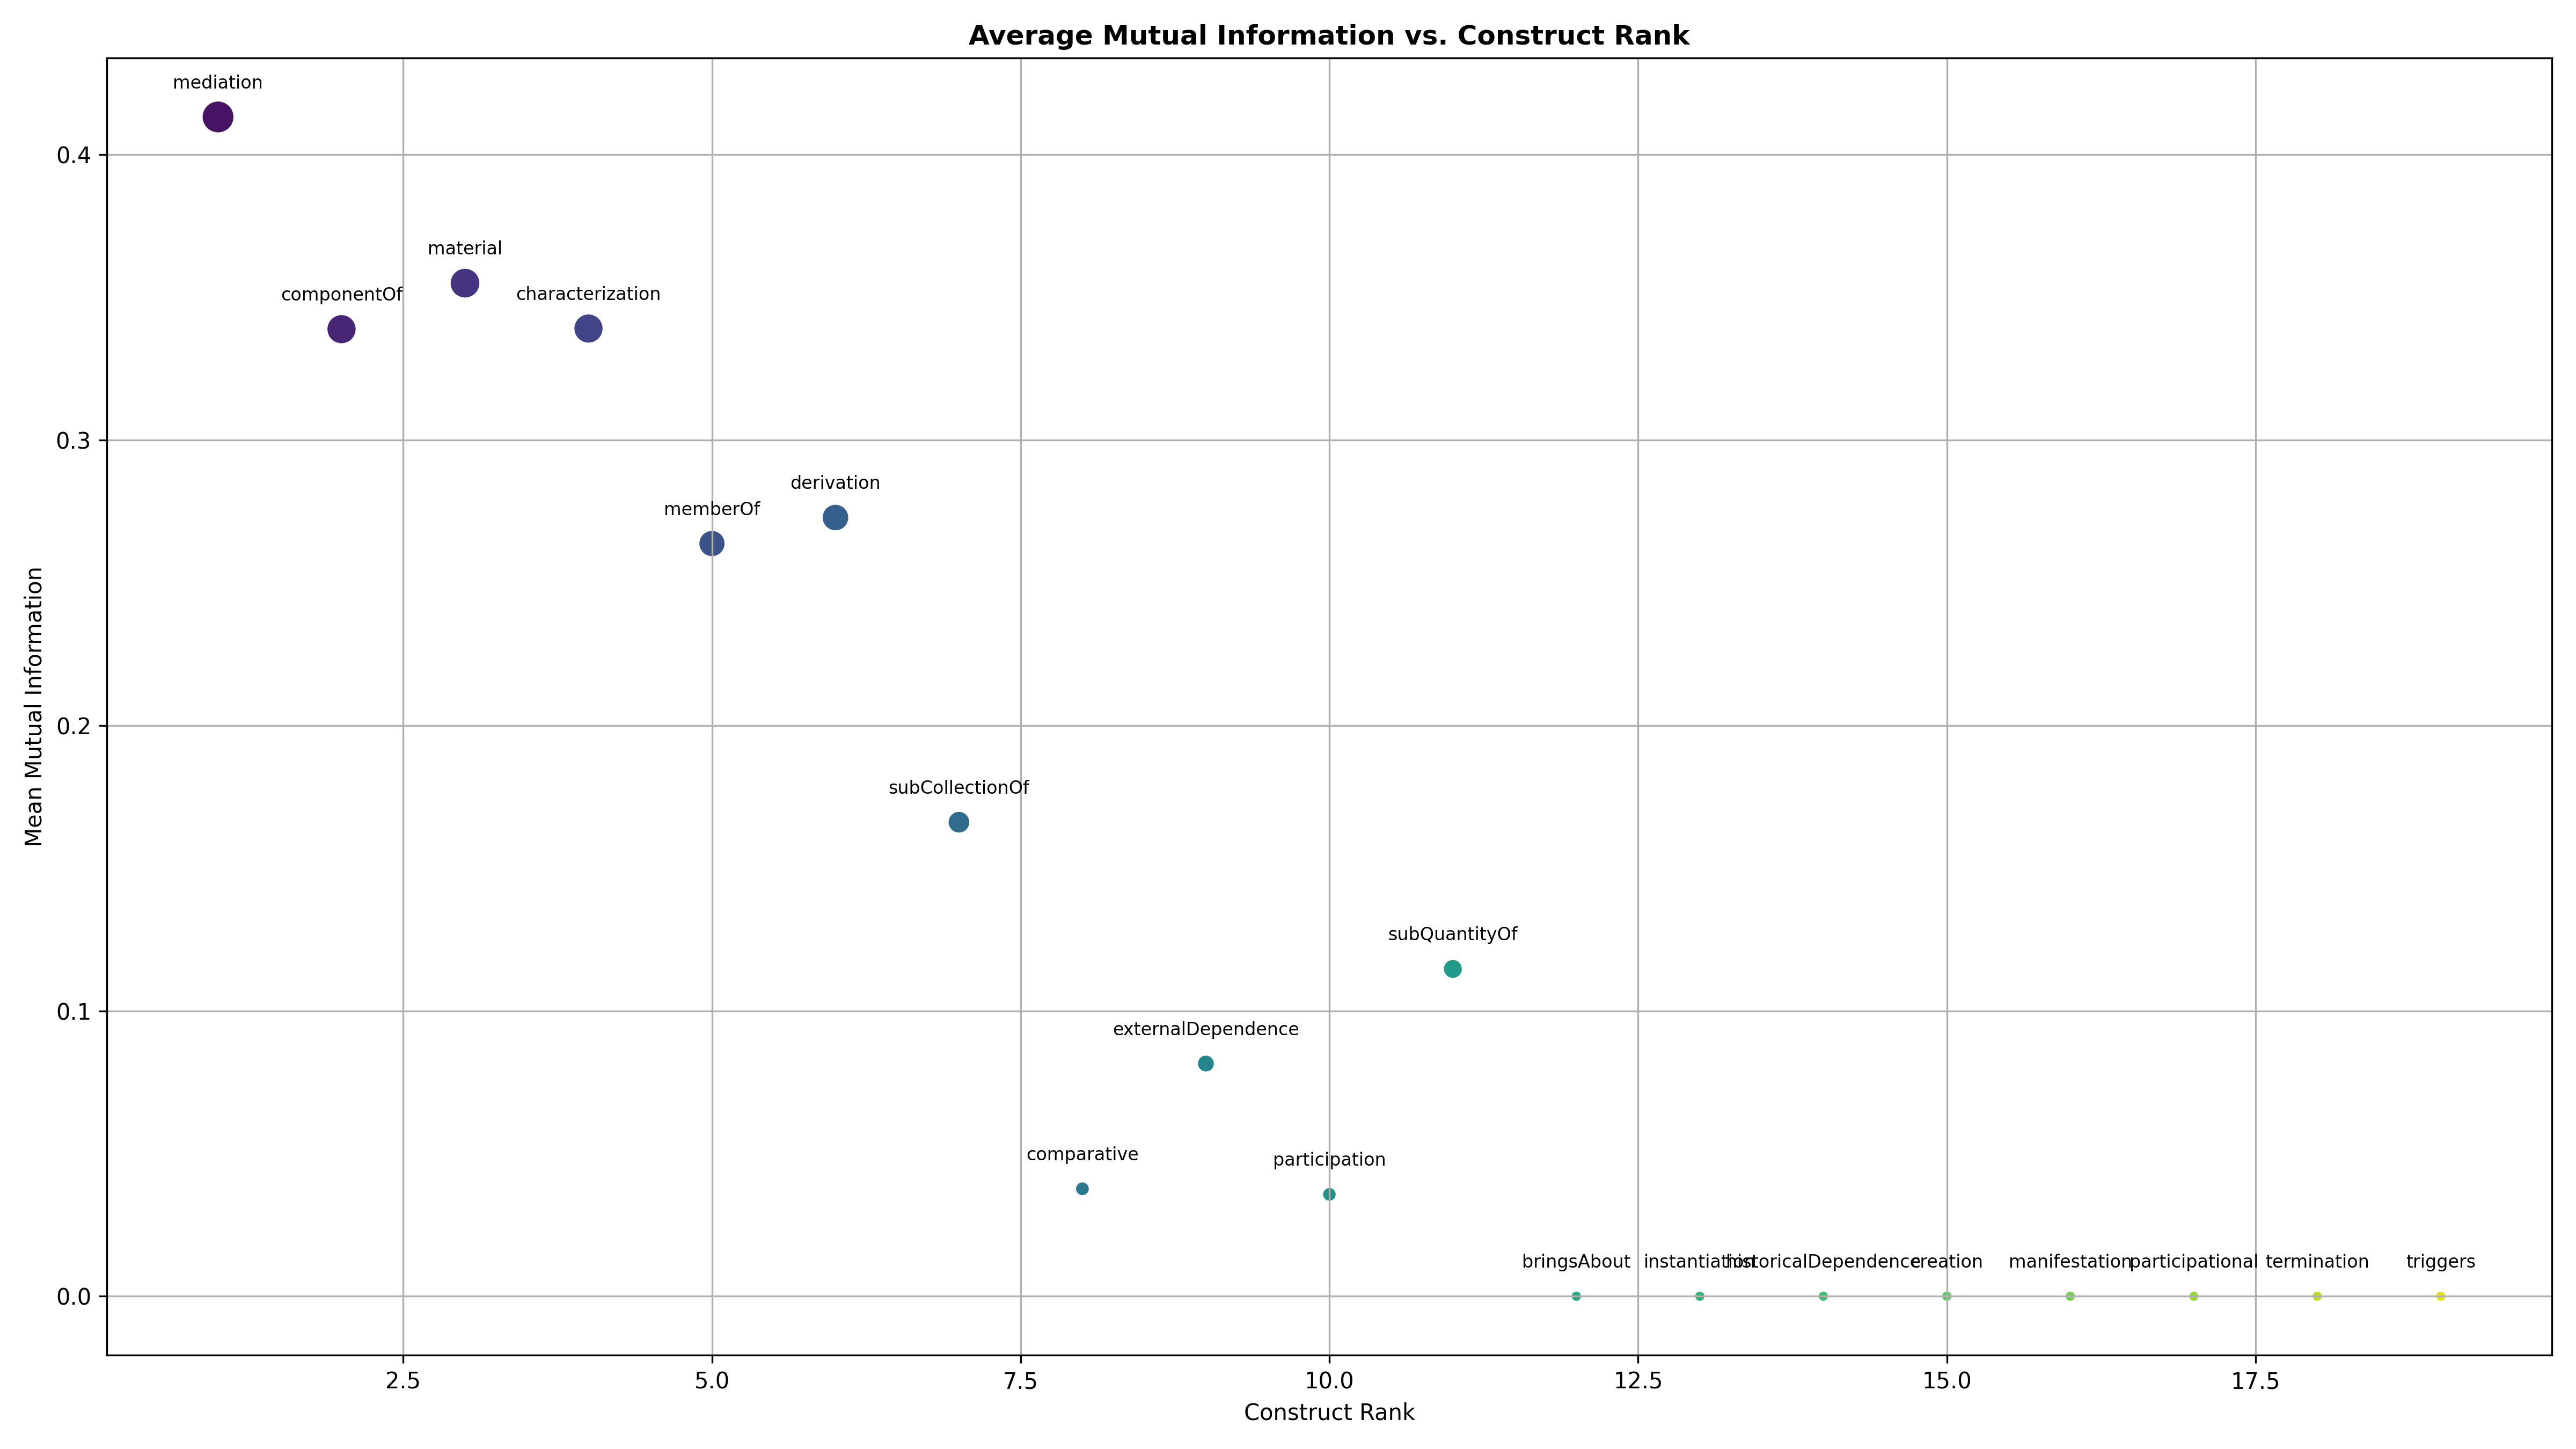 Average Mutual Information vs. Construct Rank
mediation
0.4
material
componentOf
characterization
0.3
derivation
memberOf
Mean Mutual Information
0.2
subCollectionOf
subQuantityOf
0.1
externalDependence
comparative
participation
bringsAbout
instantiation
historicalDependence
creation
manifestation
participational
termination
triggers
0.0
2.5
5.0
7.5
10.0
12.5
15.0
17.5
Construct Rank